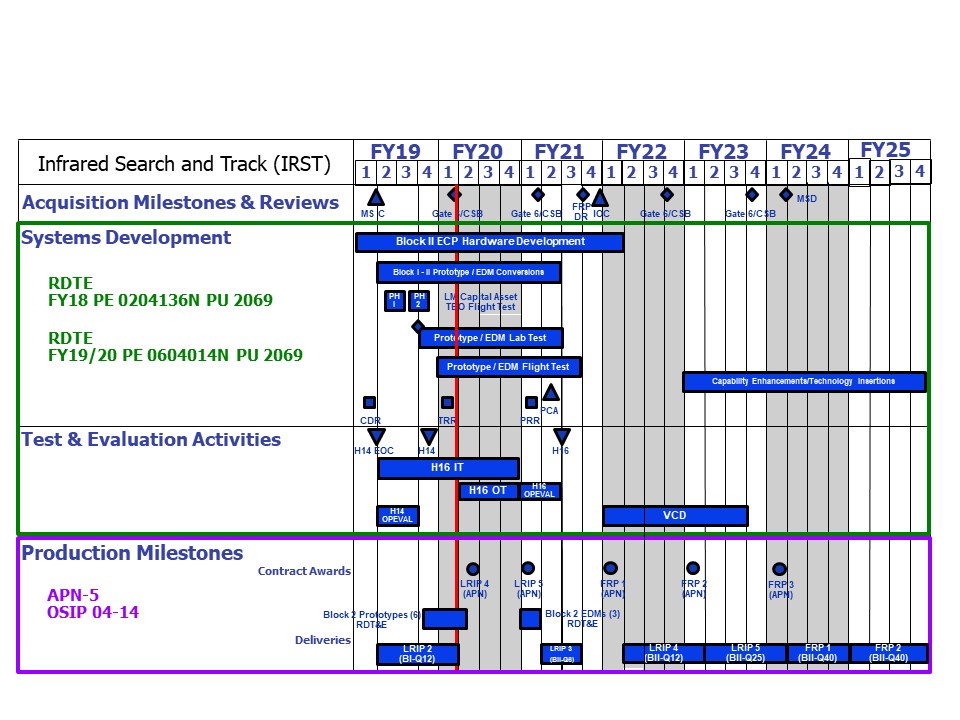 Infrared Search and Track (IRST)
FY19 FY20 FY21 FY22 FY23 FY24 FY25
1 2 3 4 1 2 3 4 1 2 3 4 1 2 3 4 1 2 3 4 1 2 3 4 1 2 3 4
Acquisition Milestones & Reviews
MS C
Gate 6/CSB
Gate 6/CSB
FRP
DR
IOC
Gate 6/CSB
Gate 6/CSB
MSD
Systems Development
Block II ECP Hardware Development
Block I - II Prototype / EDM Conversions
RDTE
FY18 PE 0204136N PU 2069
PH
I
PH
2
LM Capital Asset
TBO Flight Test
RDTE
FY19/20 PE 0604014N PU 2069
Prototype / EDM Lab Test
Prototype / EDM Flight Test
Capability Enhancements/Technology Insertions
CDR
TRR
PRR
PCA
Test & Evaluation Activities
H14 EOC
H14
H16
H16 IT
H16 OT
H16
OPEVAL
H14
OPEVAL
VCD
Production Milestones
Contract Awards
LRIP 4
(APN)
LRIP 5
(APN)
FRP 1
(APN)
FRP 2
(APN)
FRP 3
(APN)
APN-5
OSIP 04-14
Block 2 Prototypes (6)
RDT&E
Block 2 EDMs (3)
RDT&E
Deliveries
LRIP 2
(BI-Q12)
LRIP 3
(BII-Q6)
LRIP 4
(BII-Q12)
LRIP 5
(BII-Q25)
FRP 1
(BII-Q40)
FRP 2
(BII-Q40)